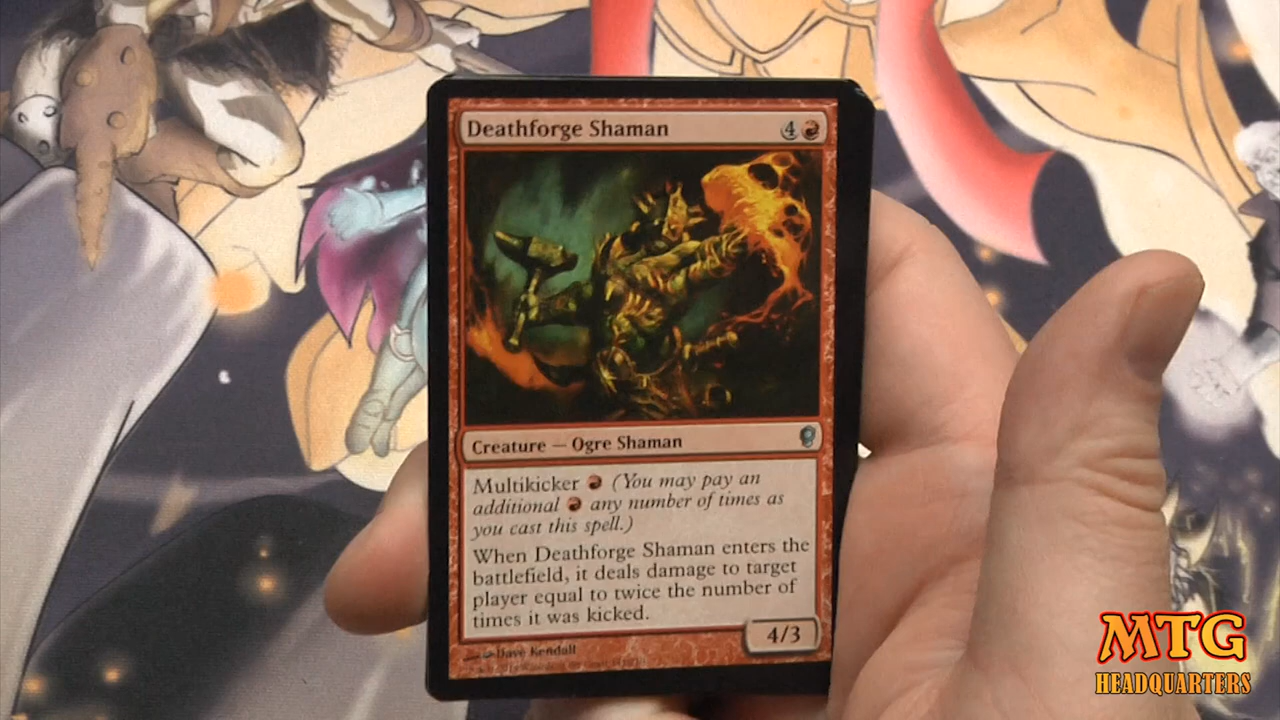 Deathforge Shaman 4
Creature — Ogre Shaman
Multikicker (You may pay an
additional any number of times as
you cast this spell.)
When Deathforge Shaman enters the
battlefield, it deals damage to target
player equal to twice the number of
times it was kicked.
4/3
Dave Kendall
MTG
HEADQUARTERS